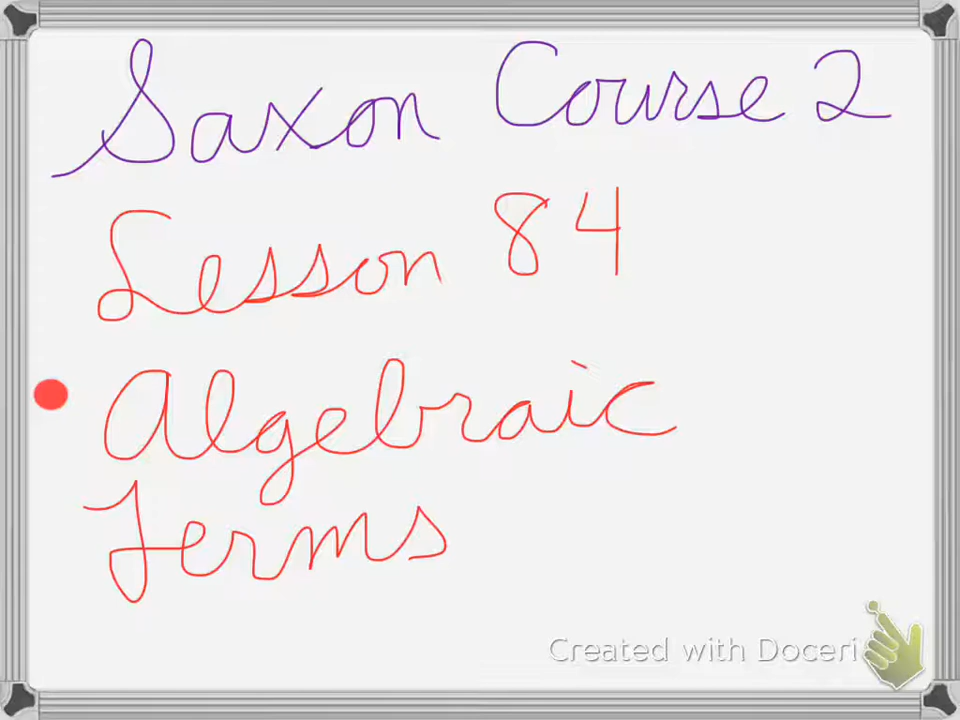 Saxon Course 2
Lesson 84
Algebraic
Terms
Created with Doceri